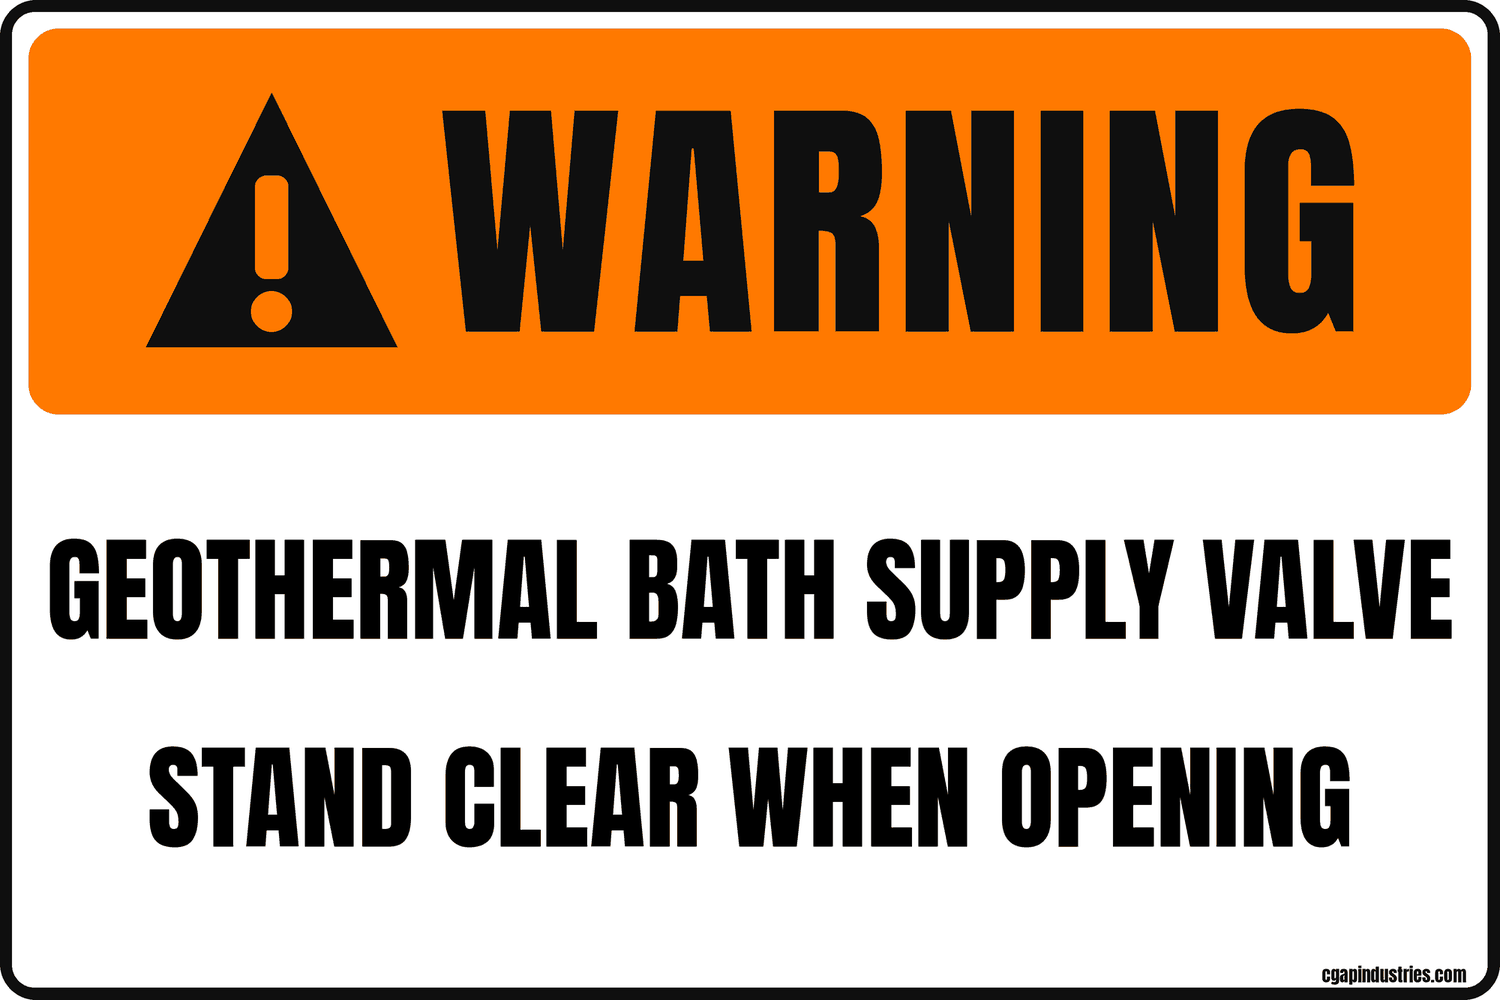 WARNING
GEOTHERMAL BATH SUPPLY VALVE
STAND CLEAR WHEN OPENING
cgapindustries.com